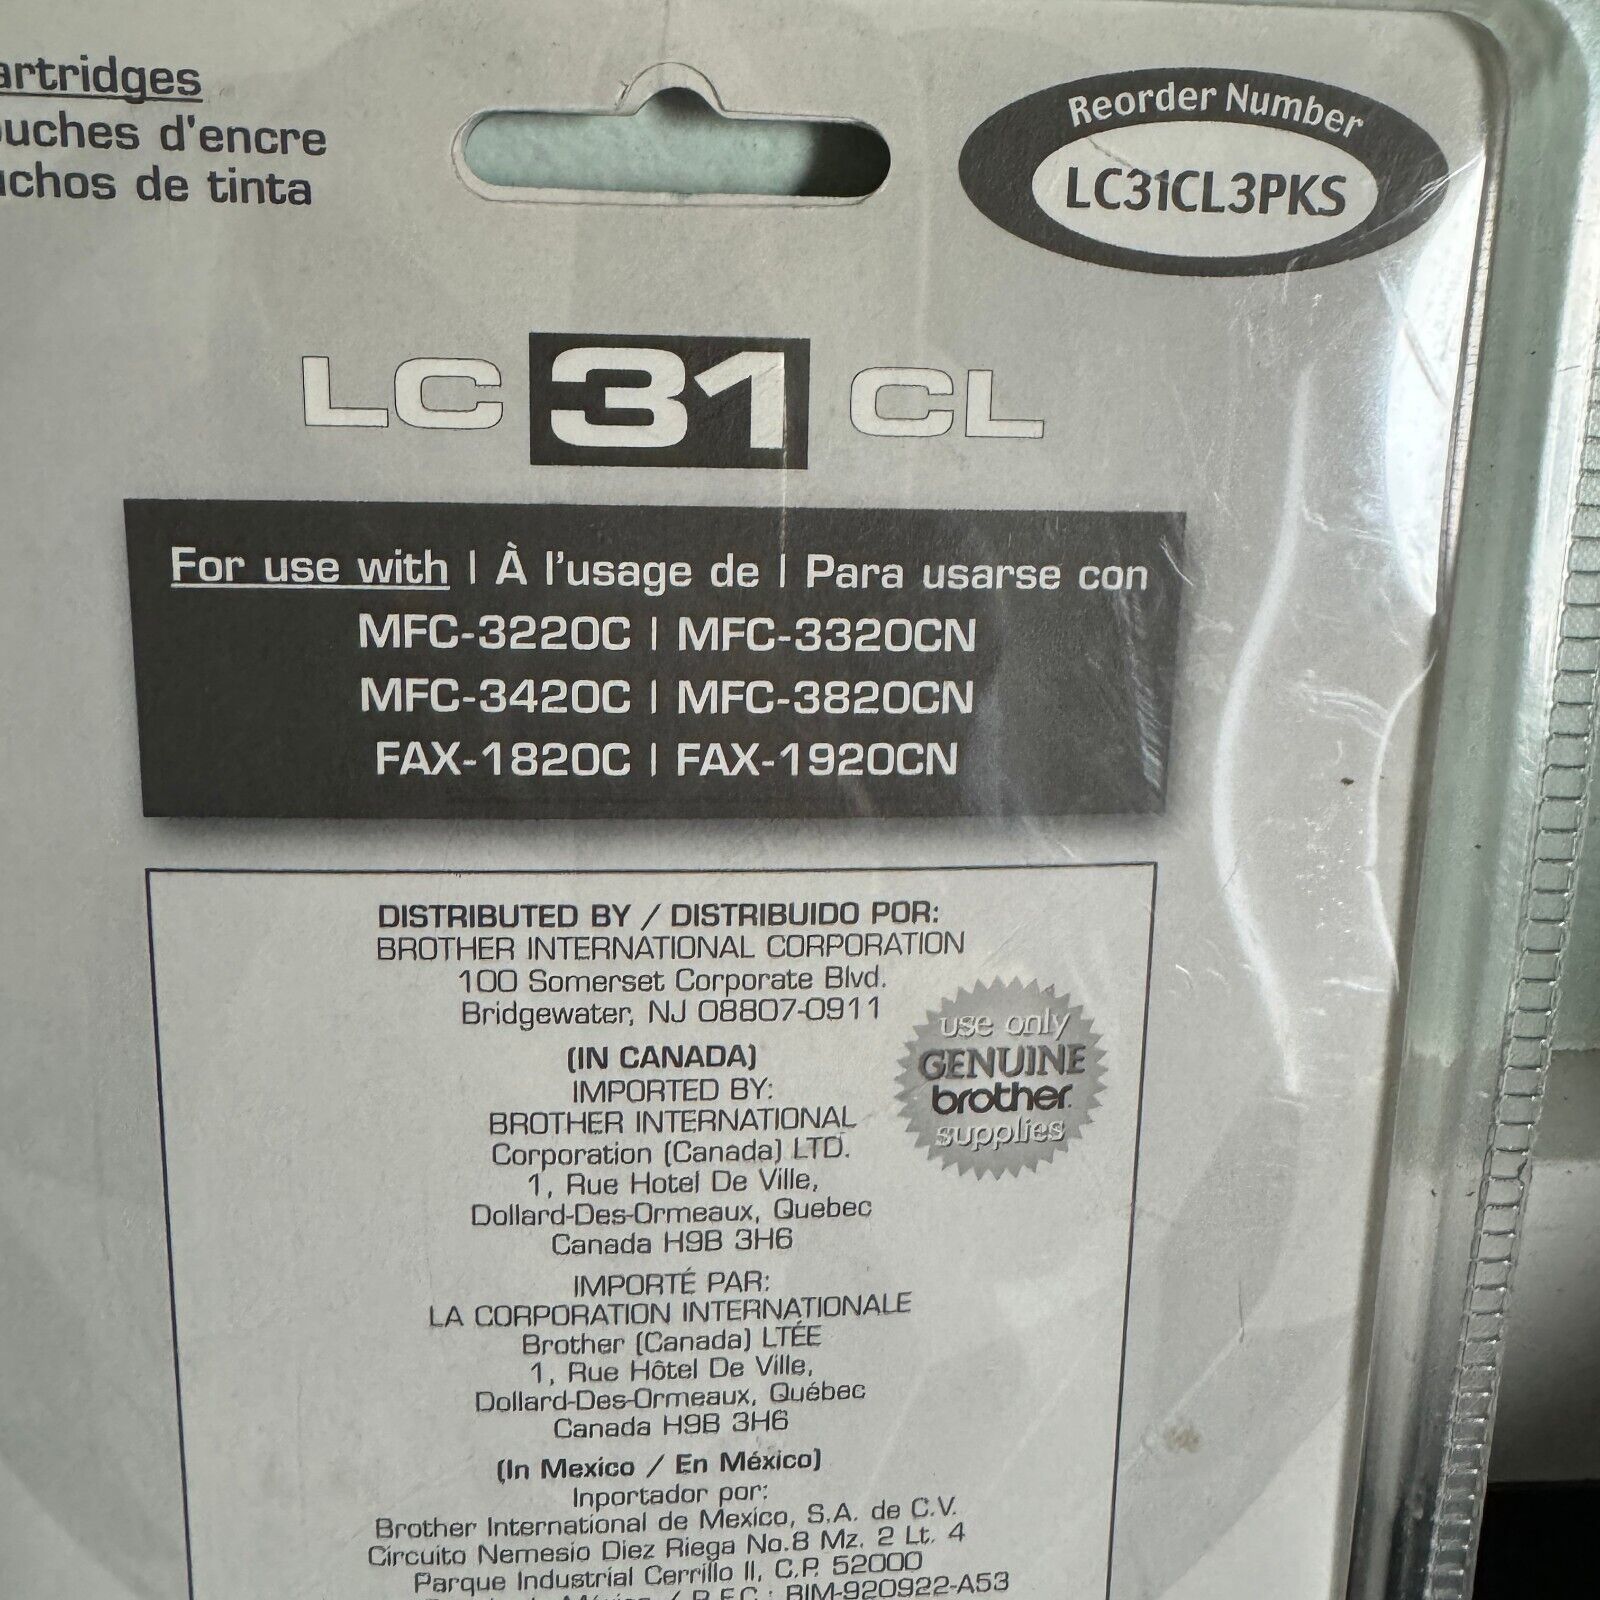 artridges
ouches d'encre
uchos de tinta
Reorder Number
LC31CL3PKS
LC 31 CL
For use with | À l'usage de | Para usarse con
MFC-3220C | MFC-3320CN
MFC-3420C | MFC-3820CN
FAX-1820C | FAX-1920CN
DISTRIBUTED BY / DISTRIBUIDO POR:
BROTHER INTERNATIONAL CORPORATION
100 Somerset Corporate Blvd.
Bridgewater, NJ 08807-0911
(IN CANADA)
IMPORTED BY:
BROTHER INTERNATIONAL
Corporation (Canada) LTD.
1, Rue Hotel De Ville,
Dollard-Des-Ormeaux, Quebec
Canada H9B 3H6
use only
GENUINE
brother
supplies
IMPORTÉ PAR:
LA CORPORATION INTERNATIONALE
Brother (Canada) LTÉE
1, Rue Hôtel De Ville,
Dollard-Des-Ormeaux, Québec
Canada H9B 3H6
(In Mexico / En México)
Inportador por:
Brother International de Mexico, S.A. de C.V.
Circuito Nemesio Diez Riega No.8 Mz. 2 Lt. 4
Parque Industrial Cerrillo II, C.P. 52000
México / R.F.C.: BIM-920922-A53